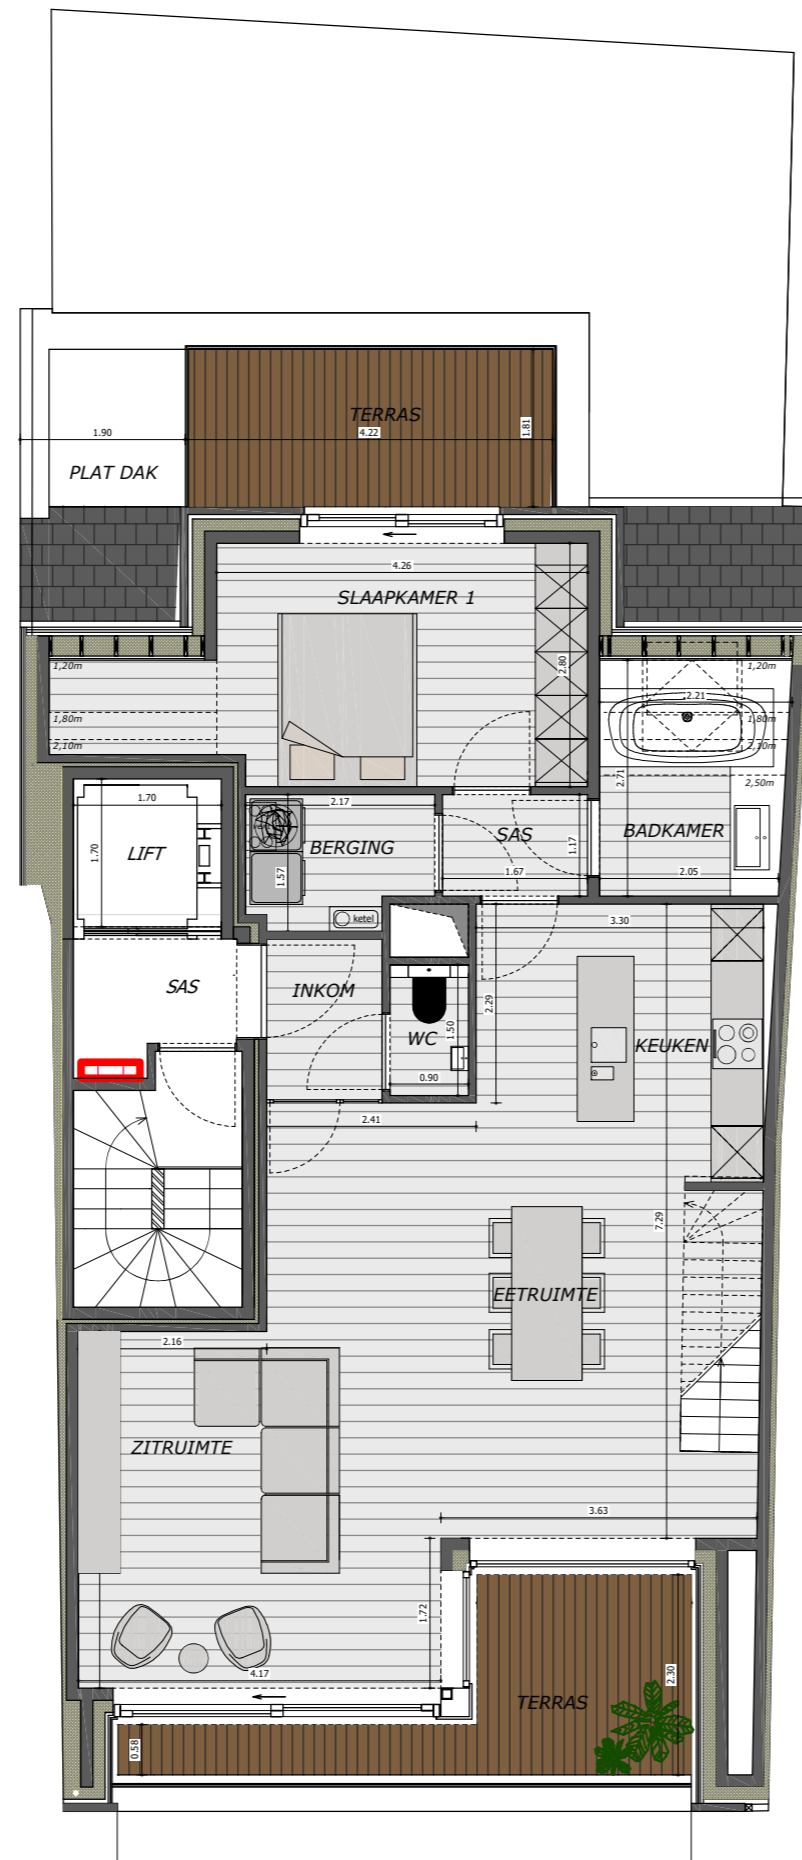 TERRAS
1.90
4.22
1.81
PLAT DAK
4.26
SLAAPKAMER 1
2.80
1,20m
1,20m
2.21
1,80m
1,80m
2,10m
2,10m
2.71
2,50m
1.70
2.17
1.70
LIFT
BERGING
SAS
1.17
BADKAMER
1.57
1.67
2.05
ketel
3.30
SAS
INKOM
2.29
WC
1.50
KEUKEN
0.90
2.41
7.29
EETRUIMTE
2.16
ZITRUIMTE
3.63
1.72
4.17
2.30
TERRAS
0.58